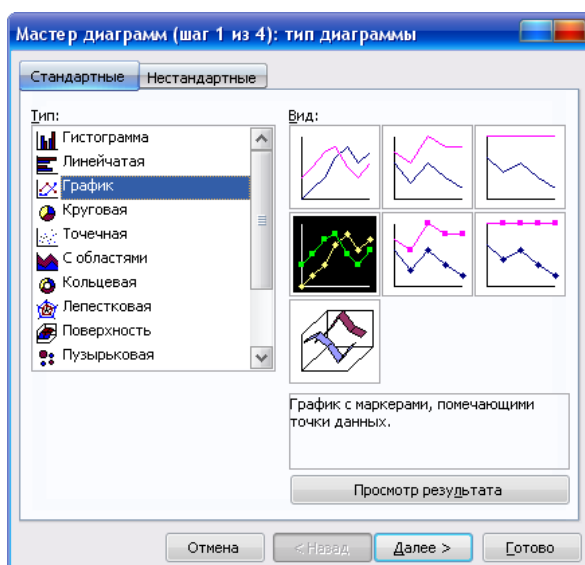 Мастер диаграмм (шаг 1 из 4): тип диаграммы
Стандартные
Нестандартные
Тип:
Гистограмма
Линейчатая
График
Круговая
Точечная
С областями
Кольцевая
Лепестковая
Поверхность
Пузырьковая
Вид:
График с маркерами, помечающими
точки данных.
Просмотр результата
Отмена
< Назад
Далее >
Готово